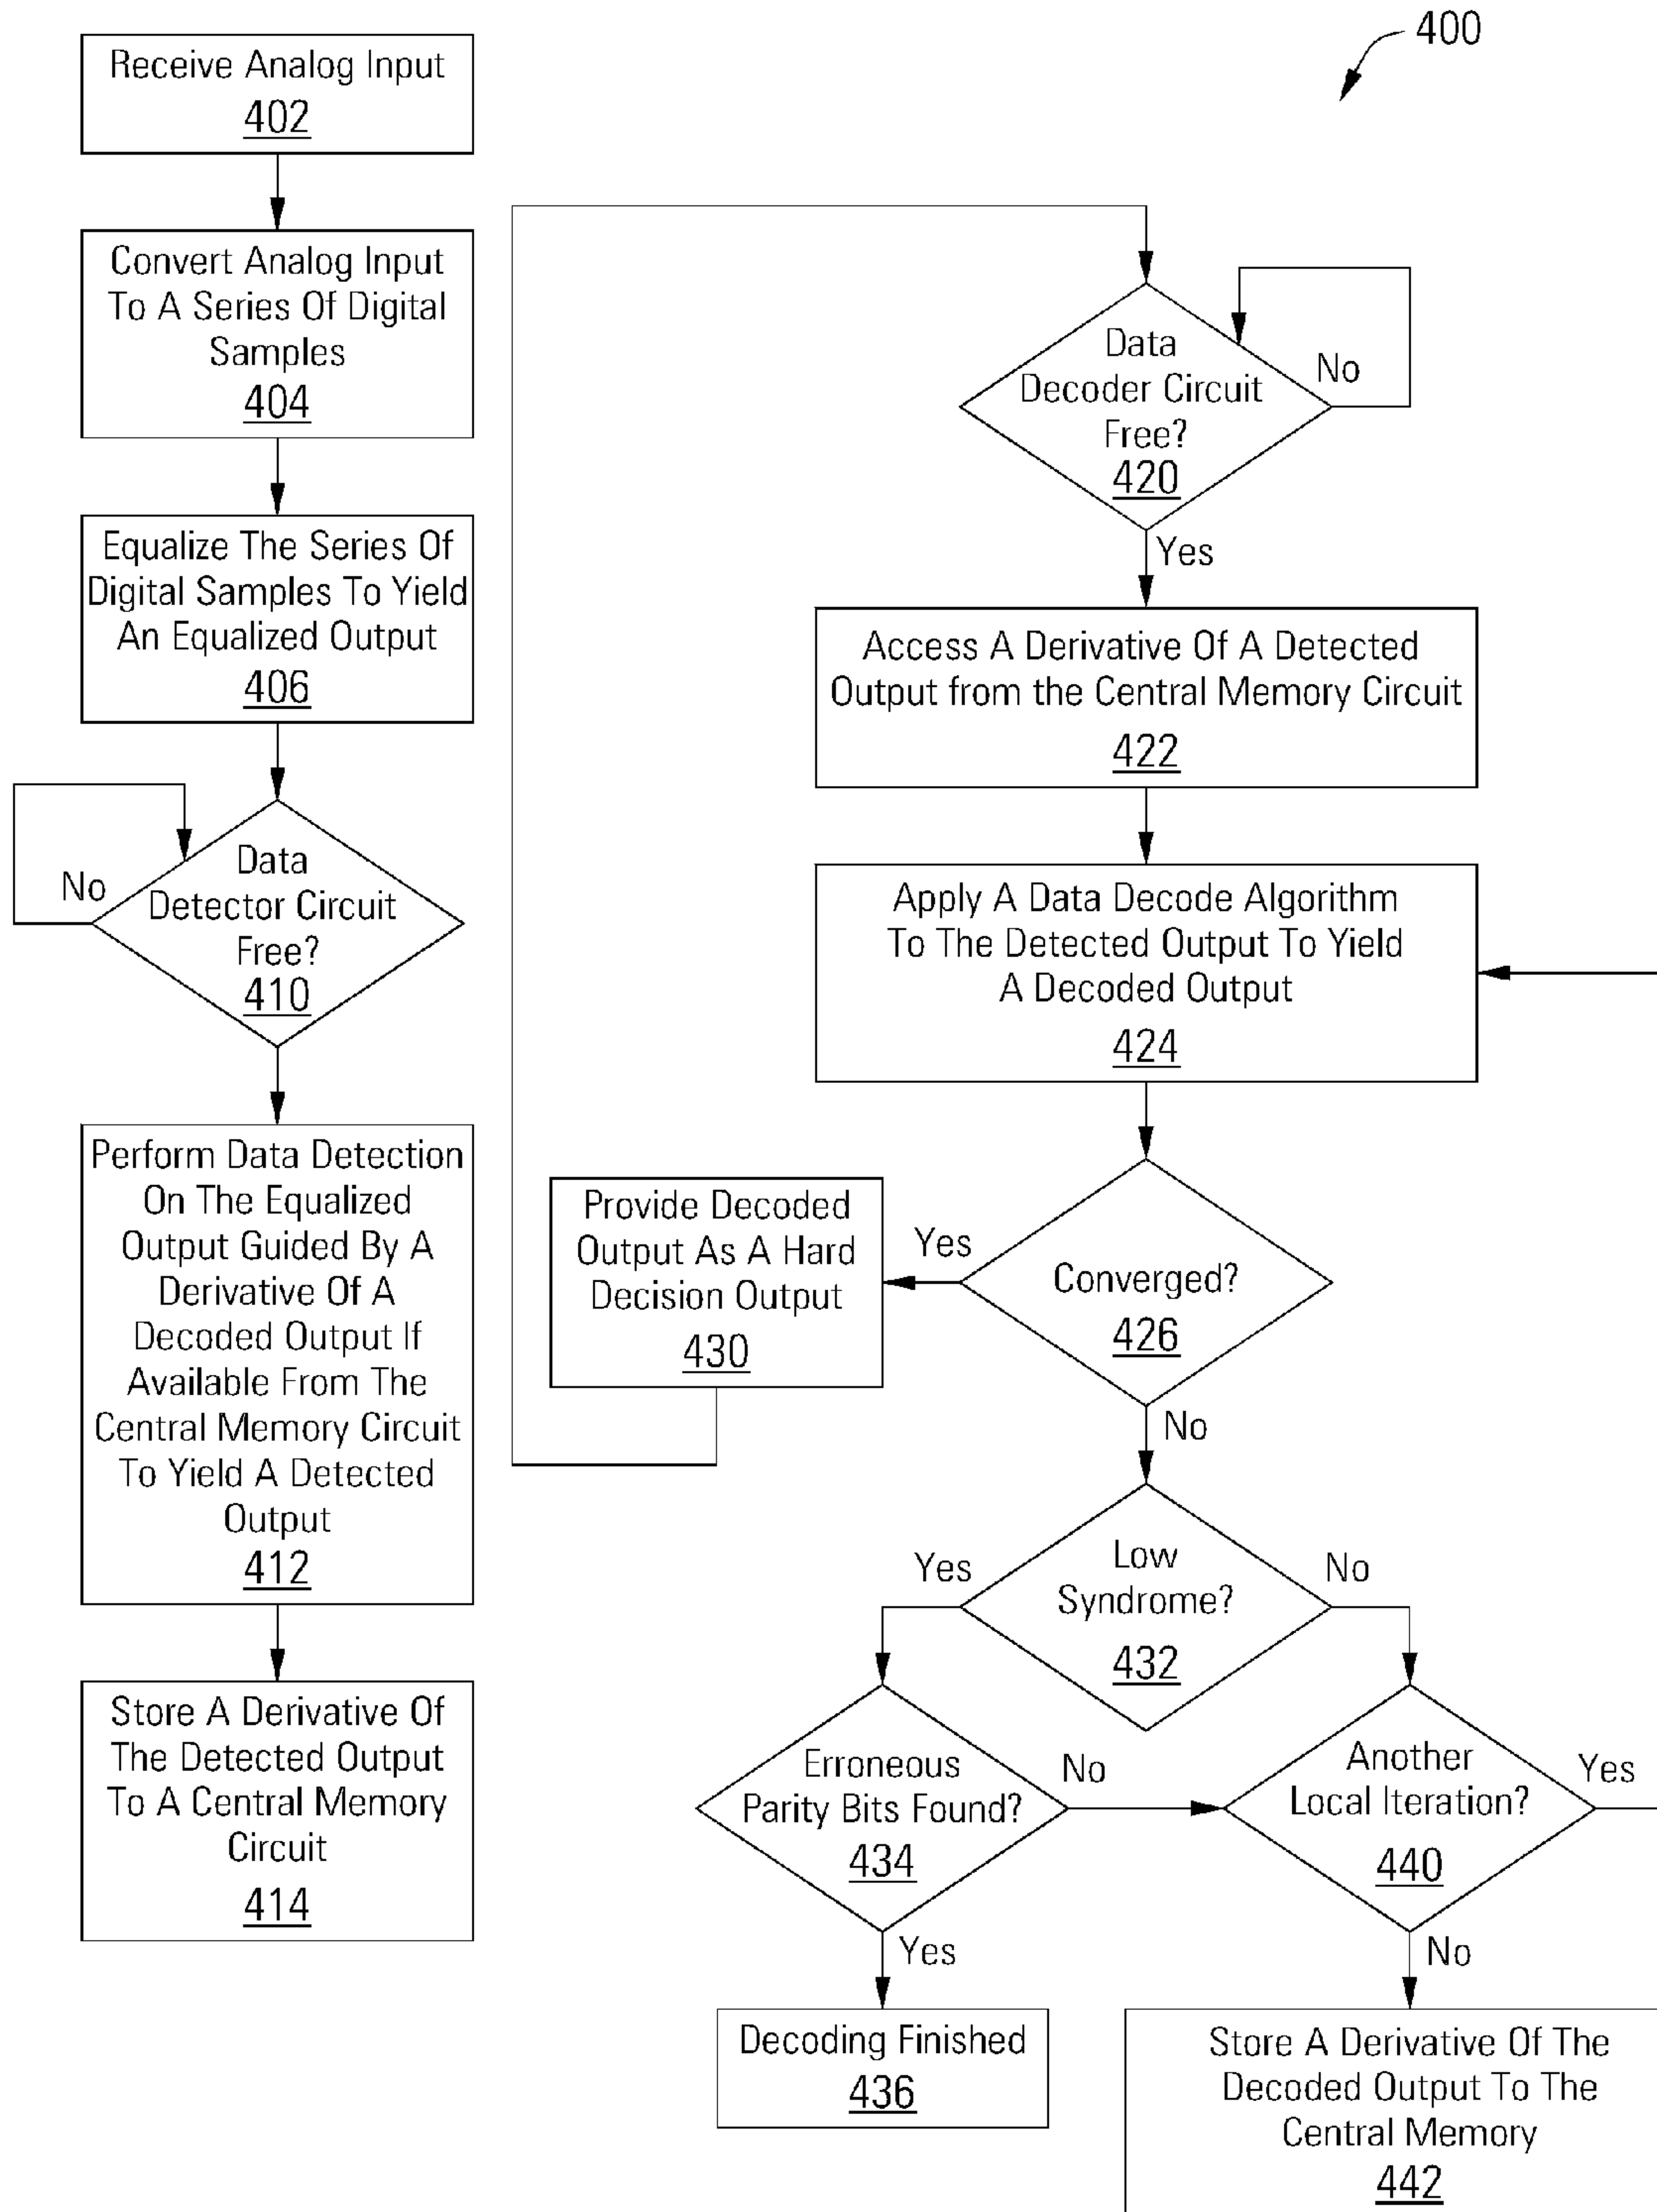 400
Receive Analog Input
402
Convert Analog Input
To A Series Of Digital
Samples
404
Equalize The Series Of
Digital Samples To Yield
An Equalized Output
406
No
Data
Detector Circuit
Free?
410
Perform Data Detection
On The Equalized
Output Guided By A
Derivative Of A
Decoded Output If
Available From The
Central Memory Circuit
To Yield A Detected
Output
412
Store A Derivative Of
The Detected Output
To A Central Memory
Circuit
414
Data
Decoder Circuit
Free?
420
No
Yes
Access A Derivative Of A Detected
Output from the Central Memory Circuit
422
Apply A Data Decode Algorithm
To The Detected Output To Yield
A Decoded Output
424
Converged?
426
Yes
Provide Decoded
Output As A Hard
Decision Output
430
No
Low
Syndrome?
432
Yes
No
Erroneous
Parity Bits Found?
434
No
Another
Local Iteration?
440
Yes
Yes
No
Decoding Finished
436
Store A Derivative Of The
Decoded Output To The
Central Memory
442